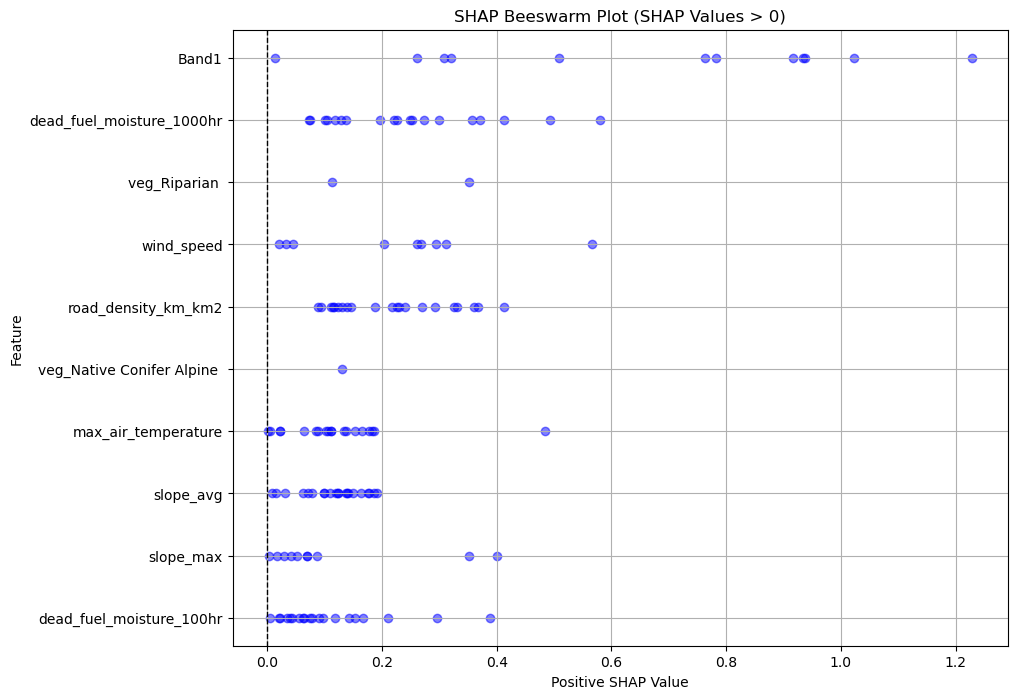 SHAP Beeswarm Plot (SHAP Values > 0)
Feature
Band1
dead_fuel_moisture_1000hr
veg_Riparian
wind_speed
road_density_km_km2
veg_Native Conifer Alpine
max_air_temperature
slope_avg
slope_max
dead_fuel_moisture_100hr
0.0 0.2 0.4 0.6 0.8 1.0 1.2
Positive SHAP Value